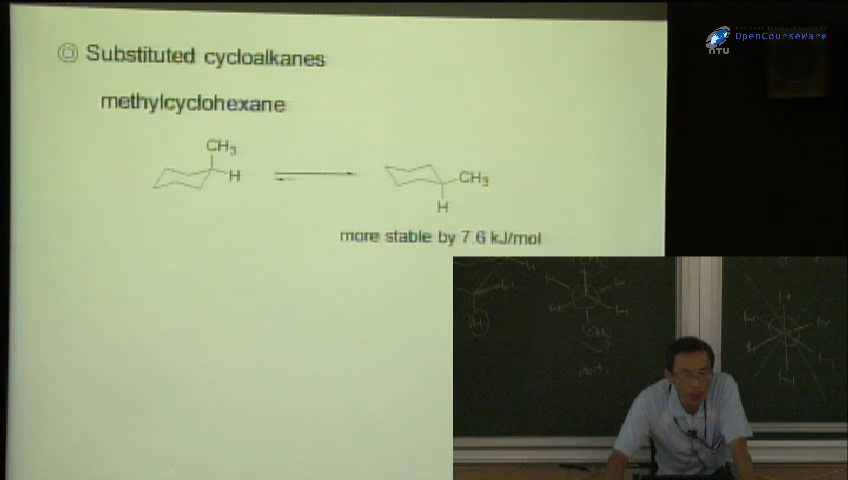 Substituted cycloalkanes
methylcyclohexane
CH3
H
CH3
H
more stable by 7.6 kJ/mol
OpenCourseWare
NTU